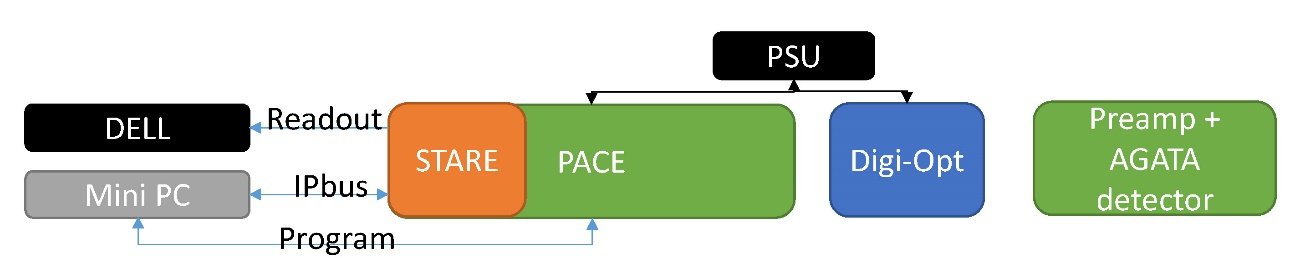 PSU
DELL
Readout
STARE
PACE
Digi-Opt
Preamp +
AGATA
detector
Mini PC
IPbus
Program